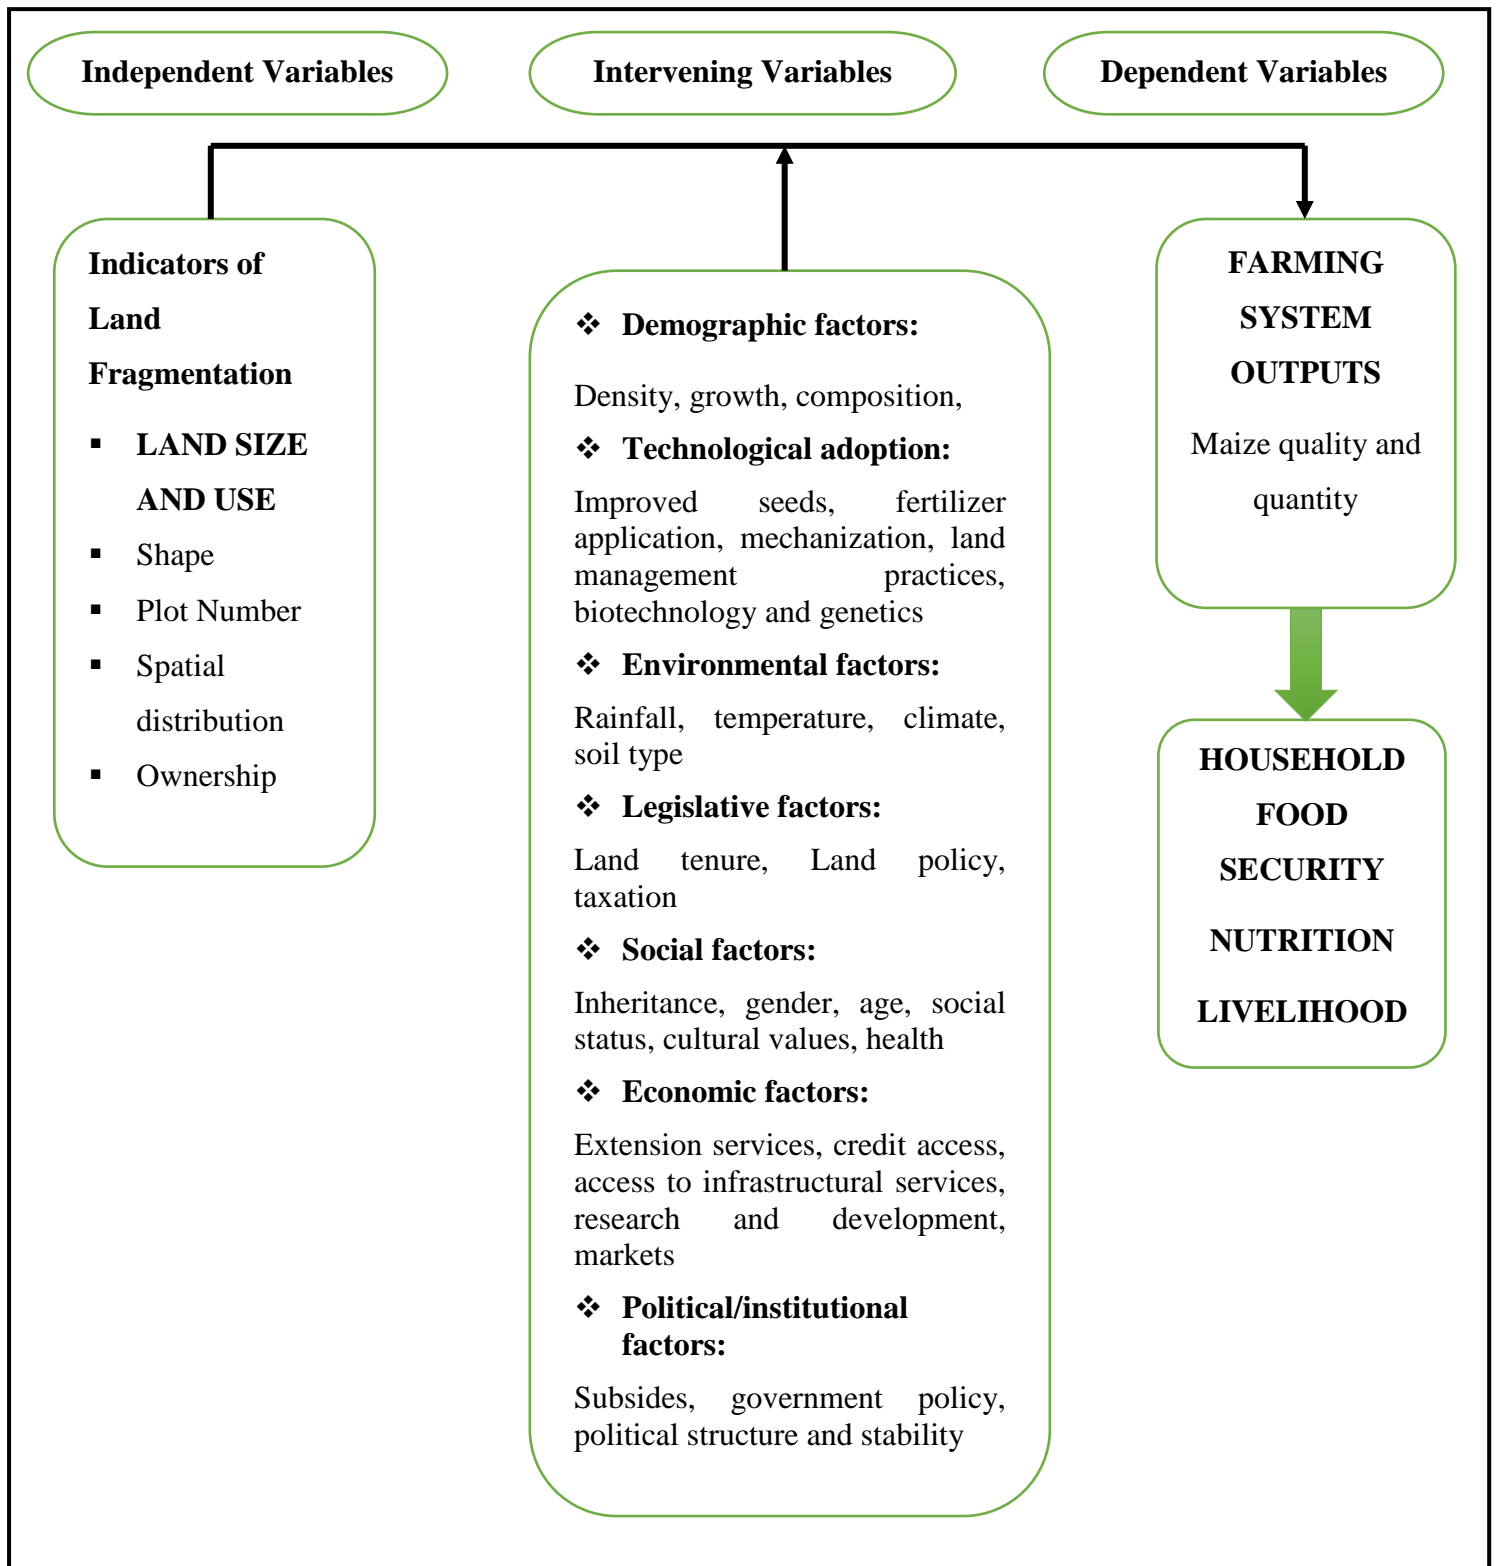 Independent Variables
Intervening Variables
Dependent Variables
Indicators of
Land
Fragmentation
▪ LAND SIZE
AND USE
▪ Shape
▪ Plot Number
▪ Spatial
distribution
▪ Ownership
❖ Demographic factors:
Density, growth, composition,
❖ Technological adoption:
Improved seeds, fertilizer
application, mechanization, land
management practices,
biotechnology and genetics
❖ Environmental factors:
Rainfall, temperature, climate,
soil type
❖ Legislative factors:
Land tenure, Land policy,
taxation
❖ Social factors:
Inheritance, gender, age, social
status, cultural values, health
❖ Economic factors:
Extension services, credit access,
access to infrastructural services,
research and development,
markets
❖ Political/institutional
factors:
Subsides, government policy,
political structure and stability
FARMING
SYSTEM
OUTPUTS
Maize quality and
quantity
HOUSEHOLD
FOOD
SECURITY
NUTRITION
LIVELIHOOD